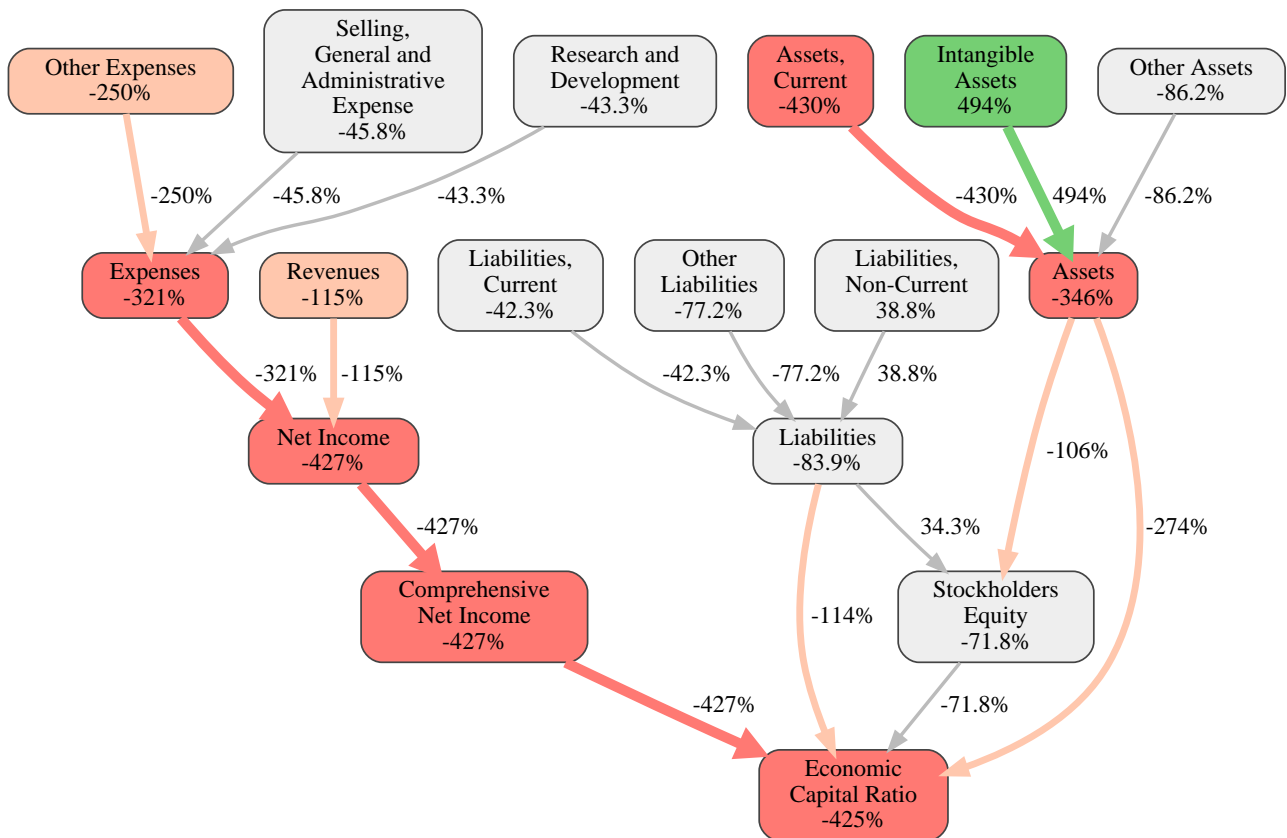 Other Expenses
-250%
Selling,
General and
Administrative
Expense
-45.8%
Research and
Development
-43.3%
Assets,
Current
-430%
Intangible
Assets
494%
Other Assets
-86.2%
-250%
-45.8%
-43.3%
-430%
494%
-86.2%
Expenses
-321%
Revenues
-115%
Liabilities,
Current
-42.3%
Other
Liabilities
-77.2%
Liabilities,
Non-Current
38.8%
Assets
-346%
-321%
-115%
-42.3%
-77.2%
38.8%
Net Income
-427%
Liabilities
-83.9%
-106%
-427%
34.3%
-274%
Comprehensive
Net Income
-427%
-114%
Stockholders
Equity
-71.8%
-427%
-71.8%
Economic
Capital Ratio
-425%